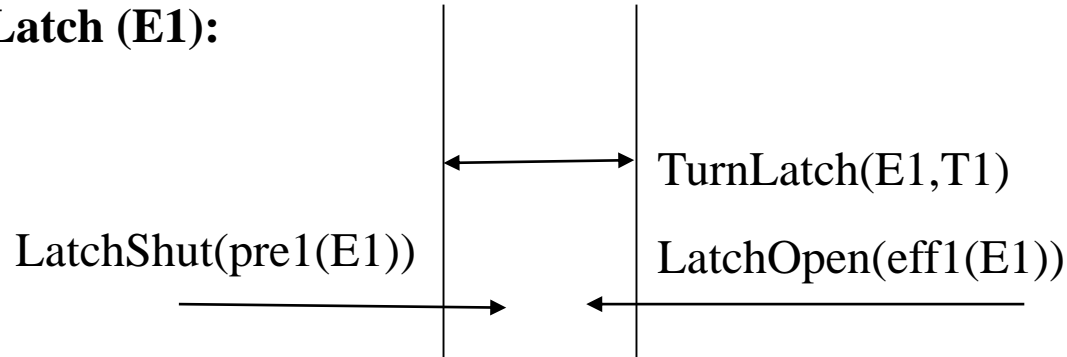 Latch (E1):
TurnLatch(E1,T1)
LatchShut(pre1(E1))
LatchOpen(eff1(E1))